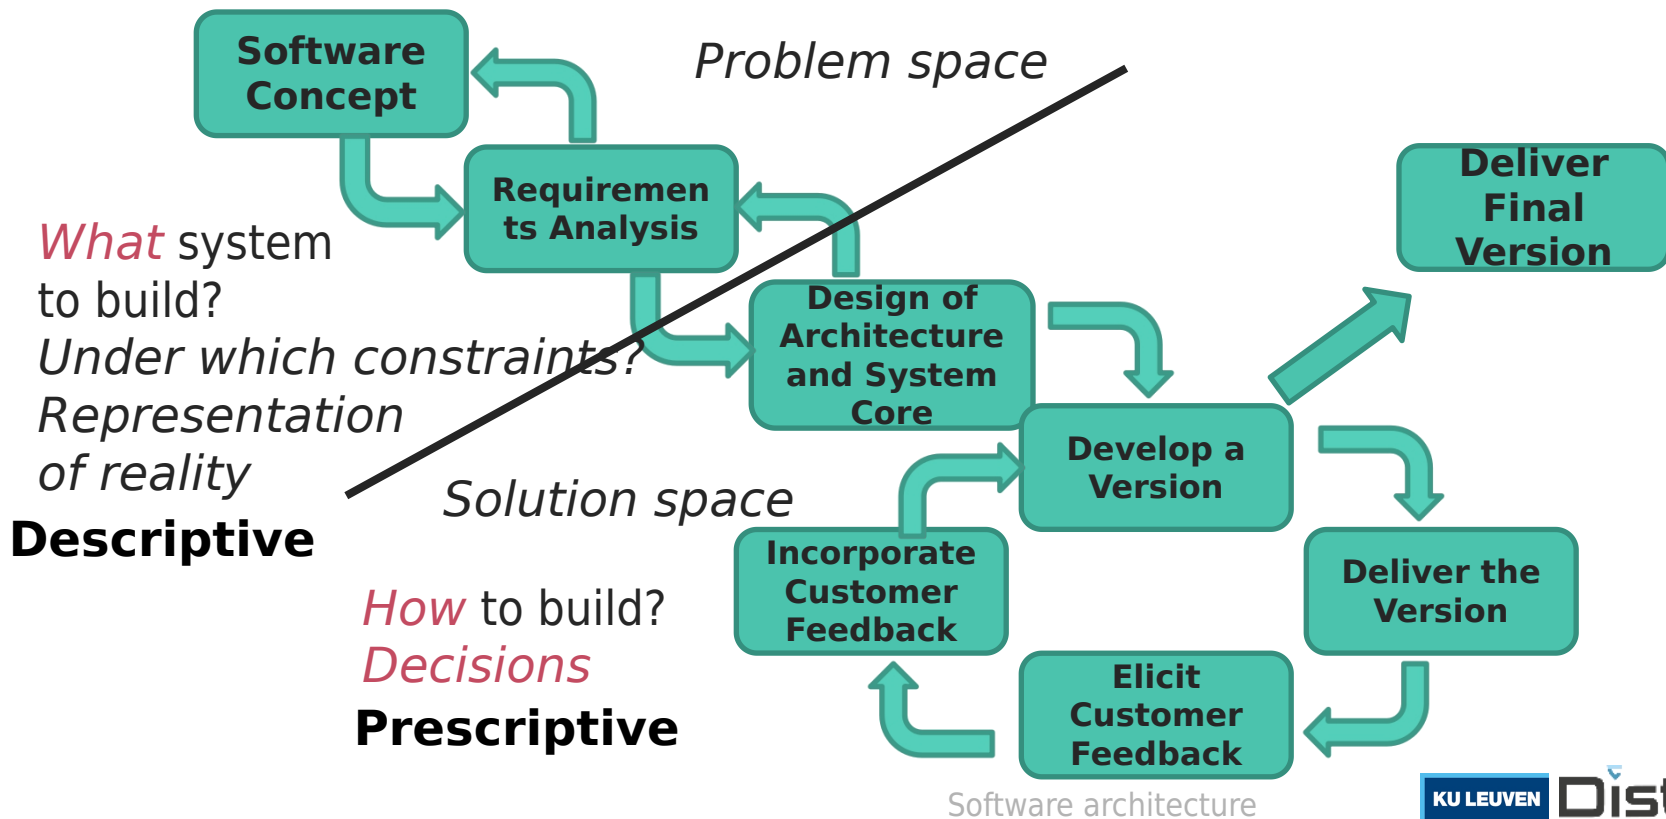 Software
Concept
Problem space
Requiremen
ts Analysis
Deliver
Final
Version
What system
to build?
Under which constraints?
Representation
of reality
Descriptive
Design of
Architecture
and System
Core
Develop a
Version
Solution space
Incorporate
Customer
Feedback
Deliver the
Version
How to build?
Decisions
Prescriptive
Elicit
Customer
Feedback
Software architecture
KU LEUVEN
Dist